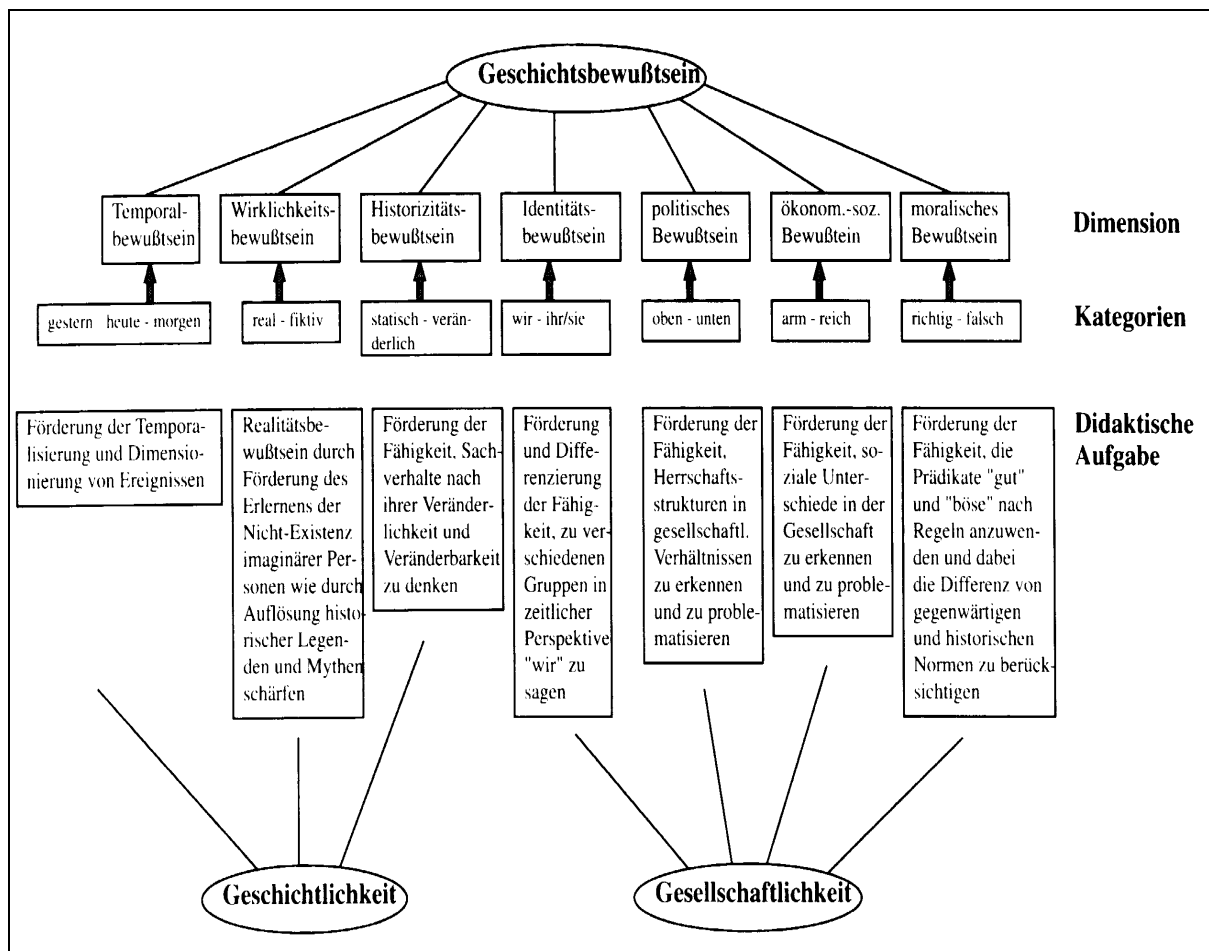 Geschichtsbewußtsein
Temporal-
bewußtsein
Wirklichkeits-
bewußtsein
Historizitäts-
bewußtsein
Identitäts-
bewußtsein
politisches
Bewußtsein
ökonom.-soz.
Bewußtein
moralisches
Bewußtsein
Dimension
gestern heute - morgen
real - fiktiv
statisch - verän-
derlich
wir - ihr/sie
oben - unten
arm - reich
richtig - falsch
Kategorien
Förderung der Tempora-
lisierung und Dimensio-
nierung von Ereignissen
Realitätsbe-
wußtsein durch
Förderung des
Erlernens der
Nicht-Existenz
imaginärer Per-
sonen wie durch
Auflösung histo-
rischer Legen-
den und Mythen
schärfen
Förderung der
Fähigkeit, Sach-
verhalte nach
ihrer Veränder-
lichkeit und
Veränderbarkeit
zu denken
Förderung
und Diffe-
renzierung
der Fähig-
keit, zu ver-
schiedenen
Gruppen in
zeitlicher
Perspektive
"wir" zu
sagen
Förderung der
Fähigkeit,
Herrschafts-
strukturen in
gesellschaftl.
Verhältnissen
zu erkennen
und zu proble-
matisieren
Förderung der
Fähigkeit, so-
ziale Unter-
schiede in der
Gesellschaft
zu erkennen
und zu proble-
matisieren
Förderung der
Fähigkeit, die
Prädikate "gut"
und "böse" nach
Regeln anzuwen-
den und dabei
die Differenz von
gegenwärtigen
und historischen
Normen zu berück-
sichtigen
Didaktische
Aufgabe
Geschichtlichkeit
Gesellschaftlichkeit